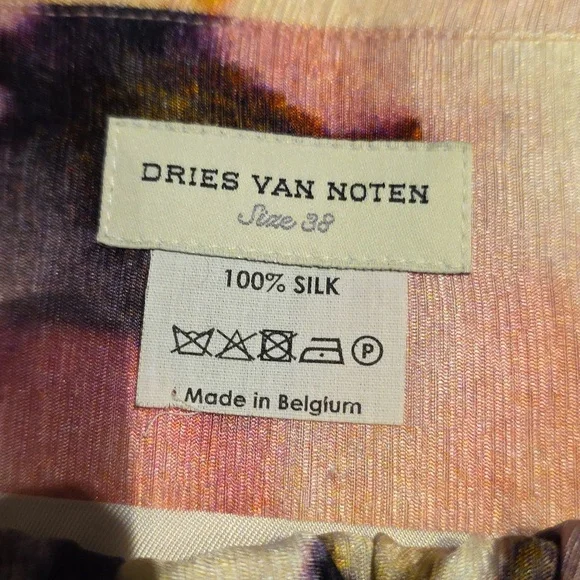 DRIES VAN NOTEN
Size 38
100% SILK
P
Made in Belgium